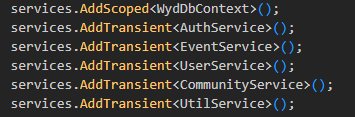 services.AddScoped<WydDbContext>();
services.AddTransient<AuthService>();
services.AddTransient<EventService>();
services.AddTransient<UserService>();
services.AddTransient<CommunityService>();
services.AddTransient<UtilService>();